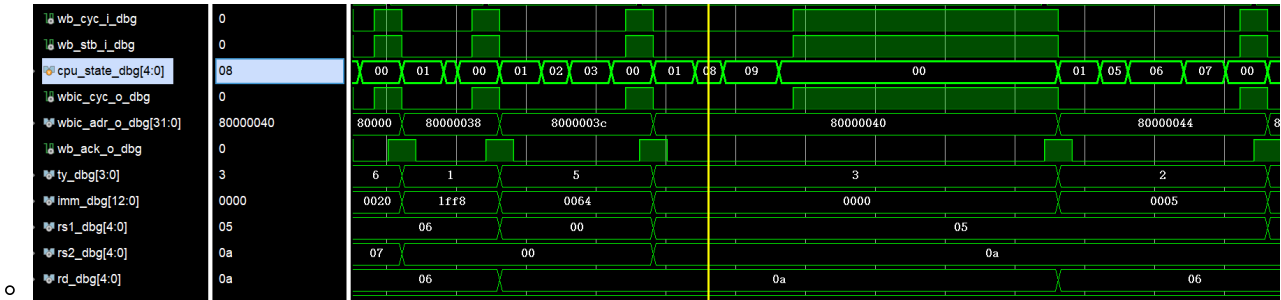 wb_cyc_i_dbg 0
wb_stb_i_dbg 0
cpu_state_dbg[4:0] 08 00 01 00 01 02 03 00 01 08 09 00 01 05 06 07 00
wbic_cyc_o_dbg 0
wbic_adr_o_dbg[31:0] 80000040 80000 80000038 8000003c 80000040 80000044 8
wb_ack_o_dbg 0
ty_dbg[3:0] 3 6 1 5 3 2
imm_dbg[12:0] 0000 0020 1ff8 0064 0000 0005
rs1_dbg[4:0] 05 06 00 05
rs2_dbg[4:0] 0a 07 00 0a
rd_dbg[4:0] 0a 06 0a 06